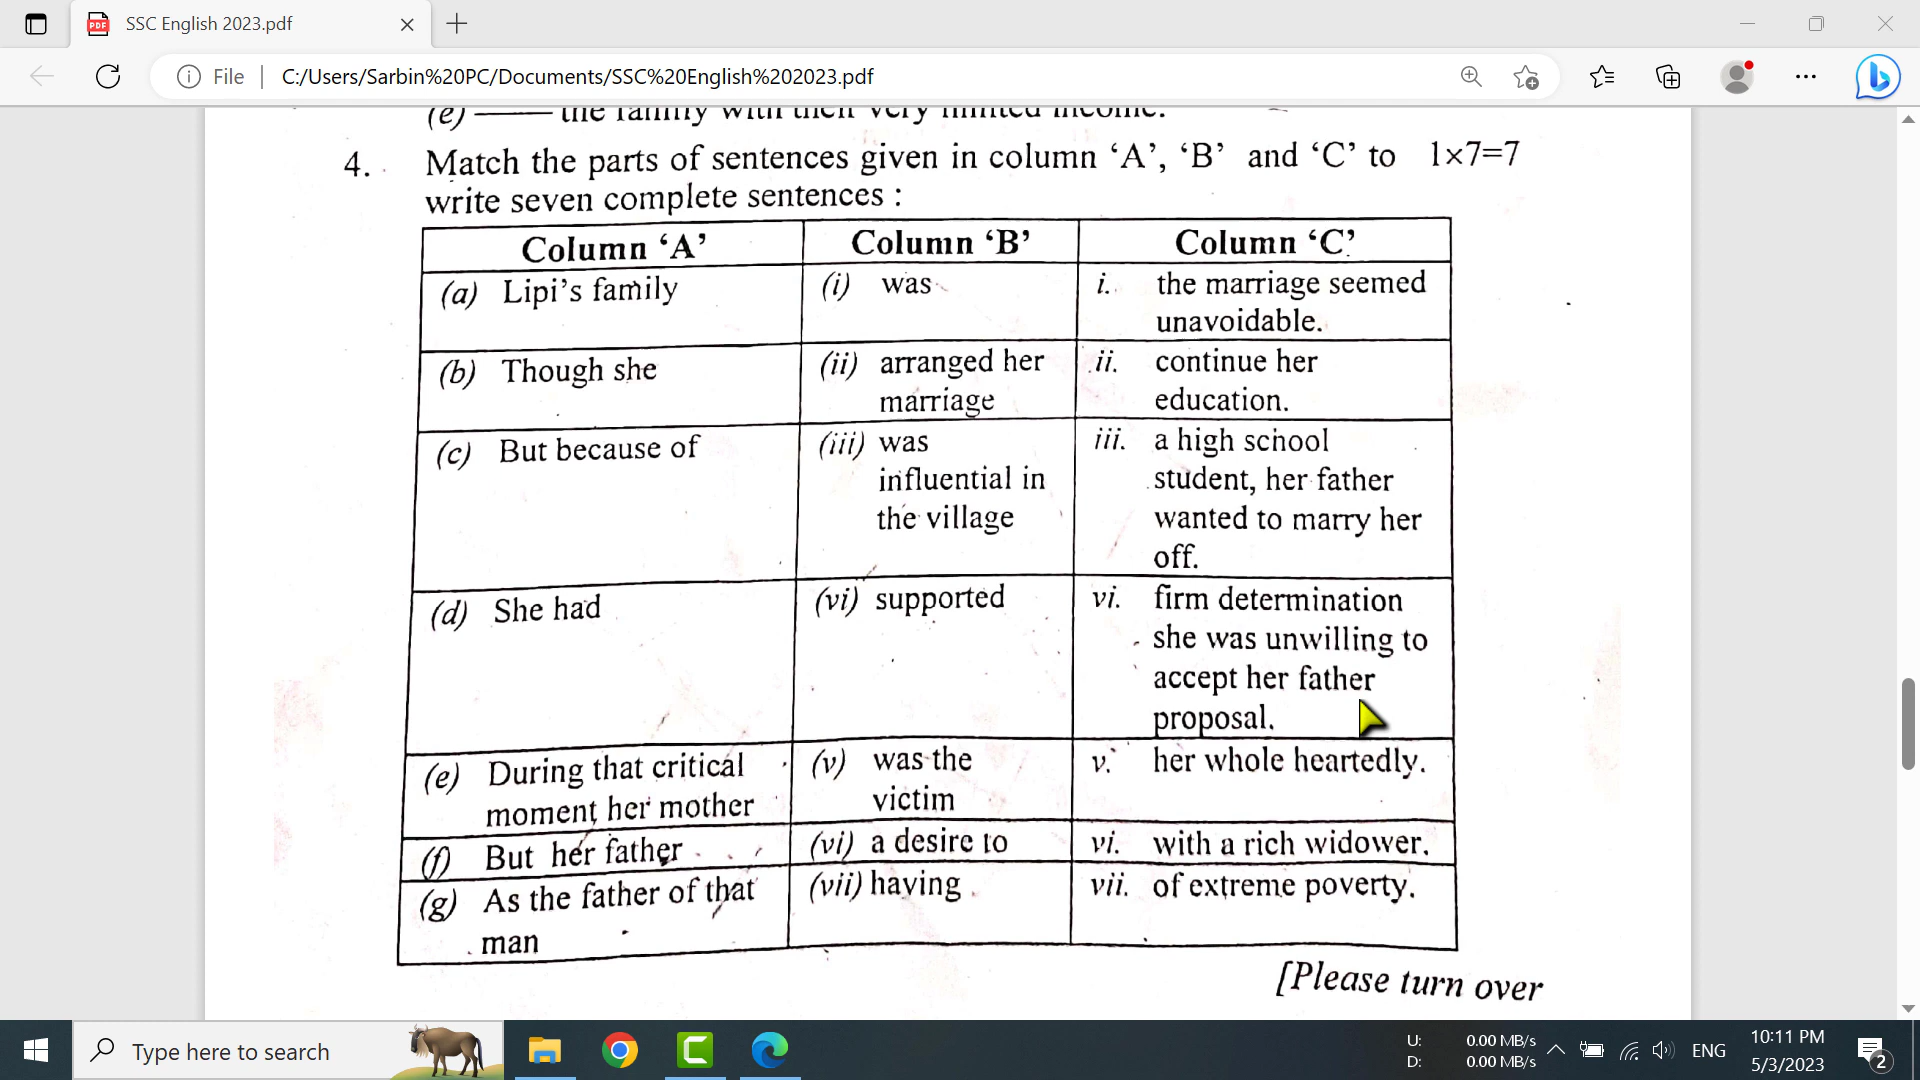 SSC English 2023.pdf
File
C:/Users/Sarbin%20PC/Documents/SSC%20English%202023.pdf
(e) —— the family with their very limited income.
4. Match the parts of sentences given in column ‘A’, ‘B’ and ‘C’ to 1×7=7
write seven complete sentences :
Column ‘A’ Column ‘B’ Column ‘C’
(a) Lipi’s family (i) was i. the marriage seemed
unavoidable.
(b) Though she (ii) arranged her ii. continue her
marriage education.
(c) But because of (iii) was iii. a high school
influential in student, her father
the village wanted to marry her
off.
(d) She had (vi) supported vi. firm determination
she was unwilling to
accept her father
proposal.
(e) During that critical (v) was the v. her whole heartedly.
moment her mother victim
(f) But her father (vi) a desire to vi. with a rich widower.
(g) As the father of that (vii) having vii. of extreme poverty.
man
[Please turn over
Type here to search
U: 0.00 MB/s
D: 0.00 MB/s
ENG
10:11 PM
5/3/2023
2